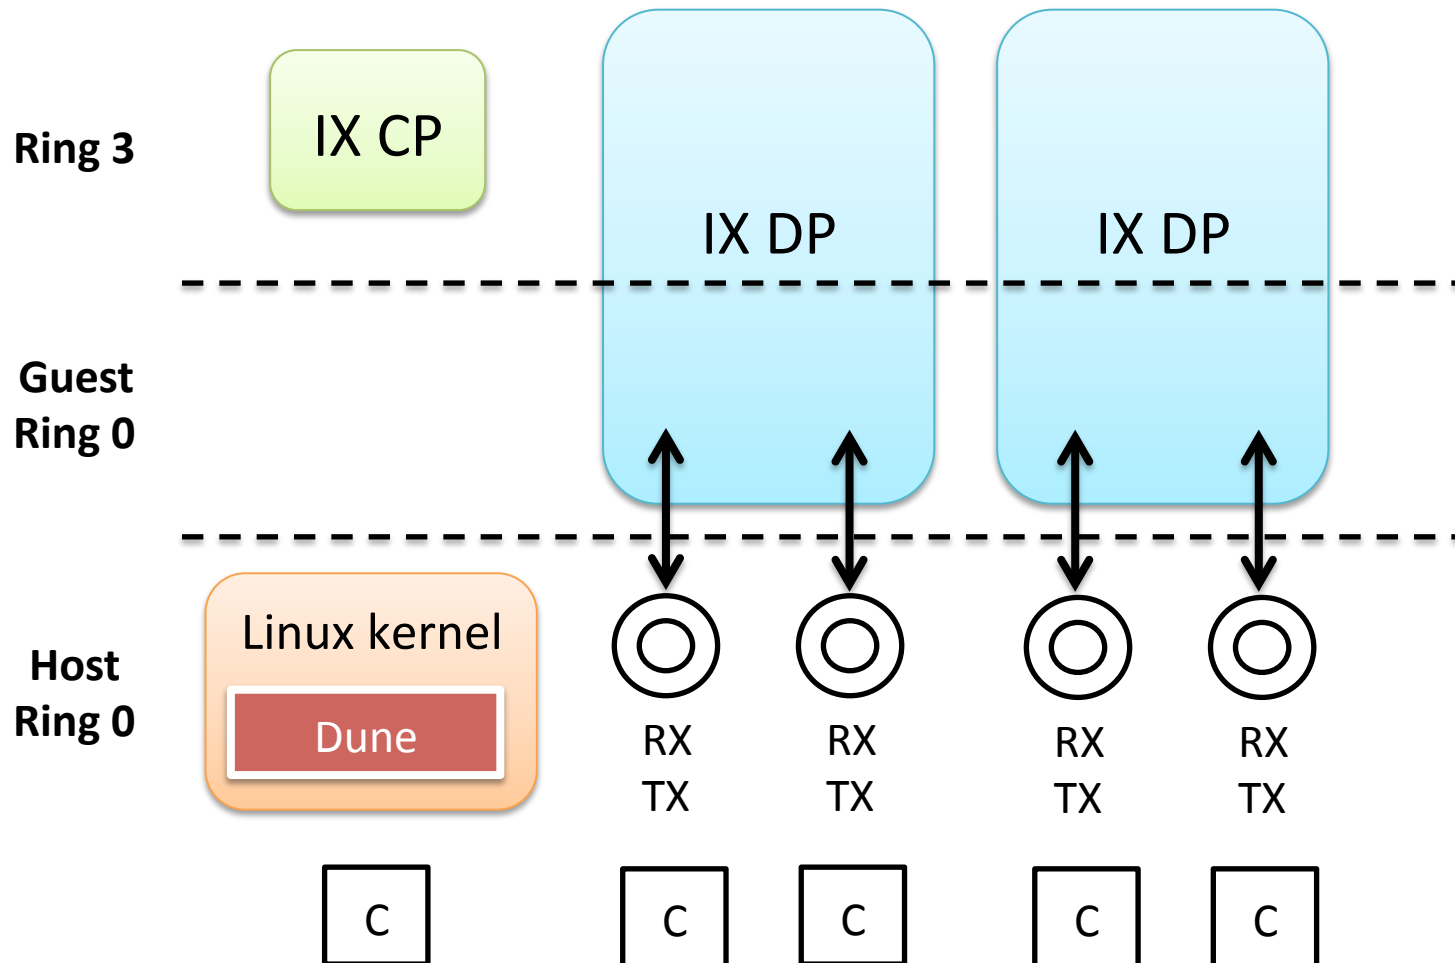 Ring 3
IX CP
IX DP
IX DP
Guest
Ring 0
Host
Ring 0
Linux kernel
Dune
RX
TX
RX
TX
RX
TX
RX
TX
C
C
C
C
C